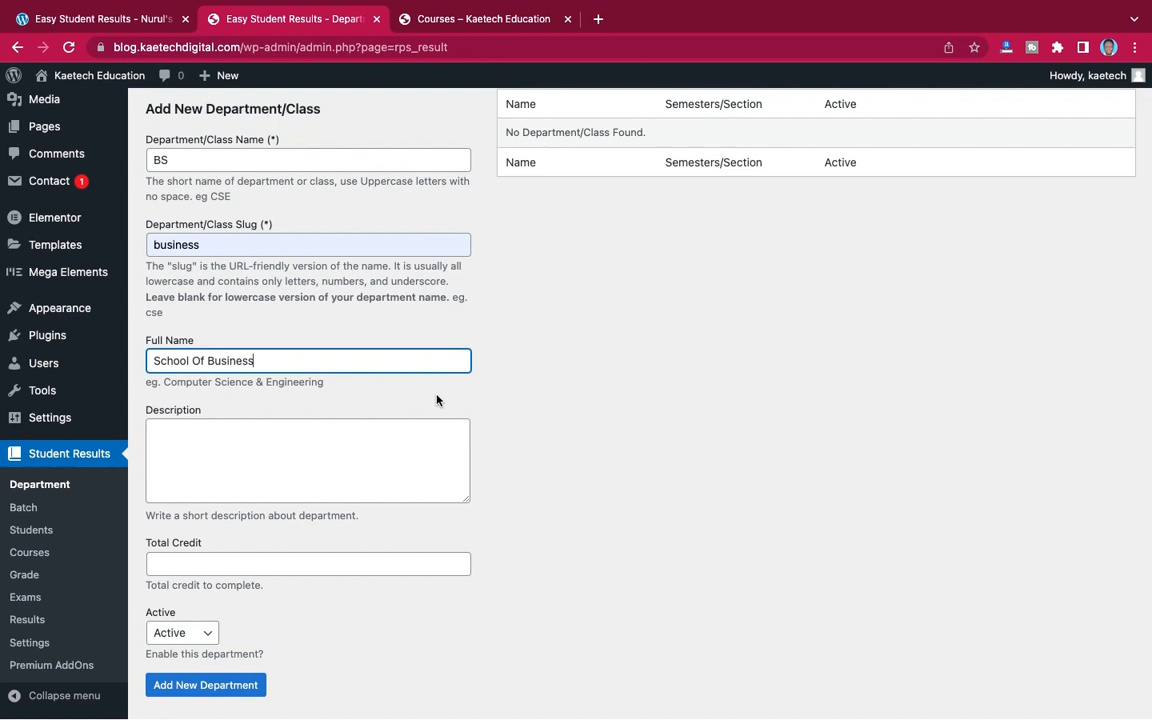 Easy Student Results - Nurul's
Easy Student Results - Depart
Courses – Kaetech Education
blog.kaetechdigital.com/wp-admin/admin.php?page=rps_result
Kaetech Education
0
New
Howdy, kaetech
Media
Pages
Comments
Contact 1
Elementor
Templates
Mega Elements
Appearance
Plugins
Users
Tools
Settings
Student Results
Department
Batch
Students
Courses
Grade
Exams
Results
Settings
Premium AddOns
Collapse menu
Add New Department/Class
Department/Class Name (*)
BS
The short name of department or class, use Uppercase letters with
no space. eg CSE
Department/Class Slug (*)
business
The "slug" is the URL-friendly version of the name. It is usually all
lowercase and contains only letters, numbers, and underscore.
Leave blank for lowercase version of your department name. eg.
cse
Full Name
School Of Business
eg. Computer Science & Engineering
Description
Write a short description about department.
Total Credit
Total credit to complete.
Active
Active
Enable this department?
Add New Department
Name Semesters/Section Active
No Department/Class Found.
Name Semesters/Section Active